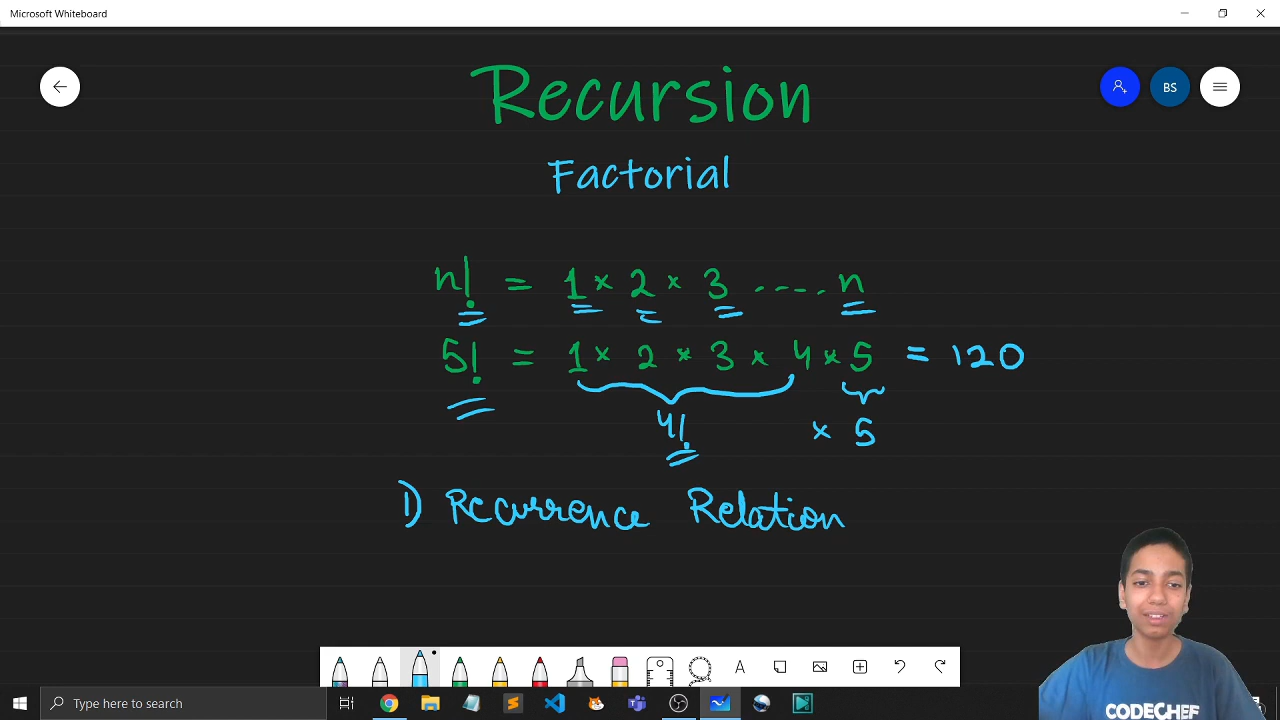 Microsoft Whiteboard
BS
Recursion
Factorial
n! = 1 × 2 × 3 ..... n
5! = 1 × 2 × 3 × 4 × 5 = 120
4! × 5
1) Recurrence Relation
A
CODECHEF
Type here to search